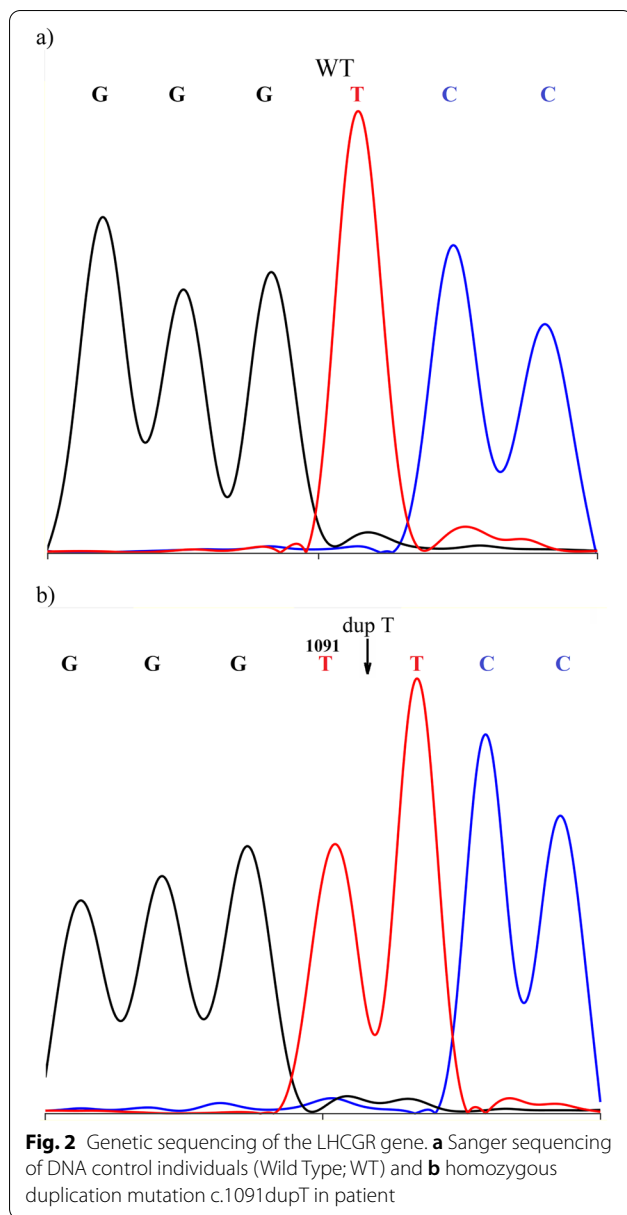 a)
WT
G G G T C C
b)
dup T
1091
G G G T T C C
Fig. 2 Genetic sequencing of the LHCGR gene. a Sanger sequencing
of DNA control individuals (Wild Type; WT) and b homozygous
duplication mutation c.1091dupT in patient